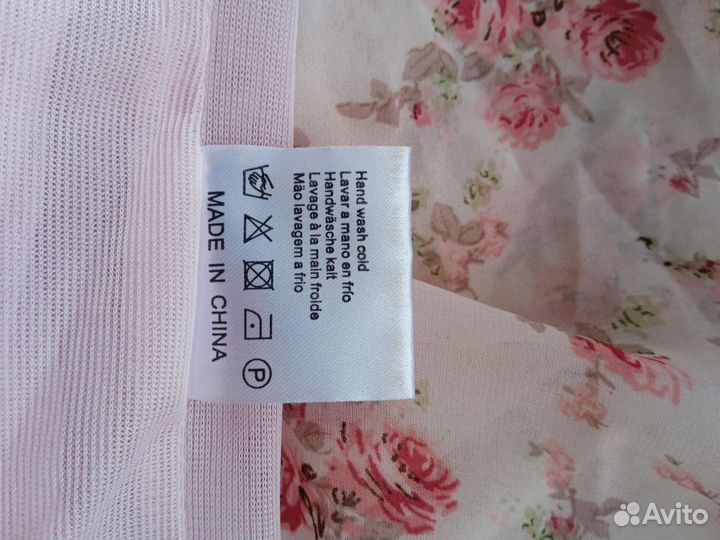 Hand wash cold
Lavar a mano en frío
Handwäsche kalt
Lavage à la main froide
Mão lavagem a frio
P
MADE IN CHINA
Avito